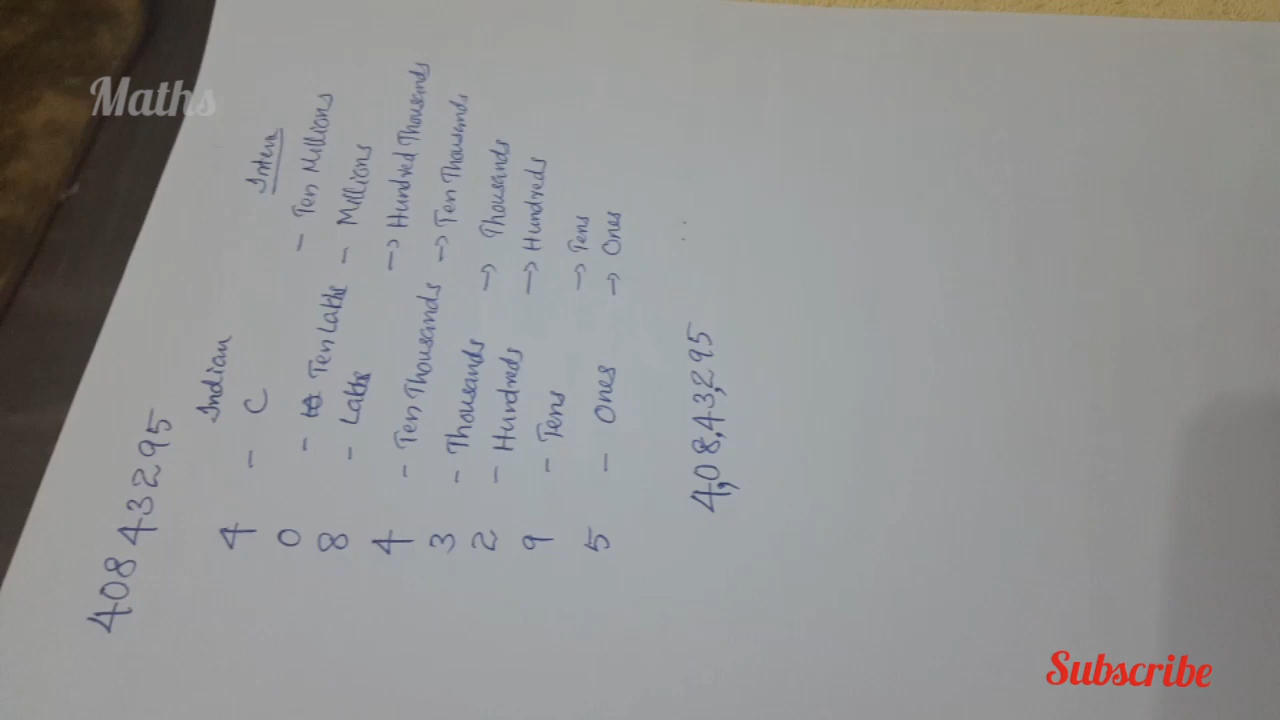 Maths
40843295
Indian Intern
4 - C - Ten Millions
0 - Ten Lakhs - Millions
8 - Lakhs -> Hundred Thousands
4 - Ten Thousands -> Ten Thousands
3 - Thousands -> Thousands
2 - Hundreds -> Hundreds
9 - Tens -> Tens
5 - Ones -> Ones
4,08,43,295
Subscribe